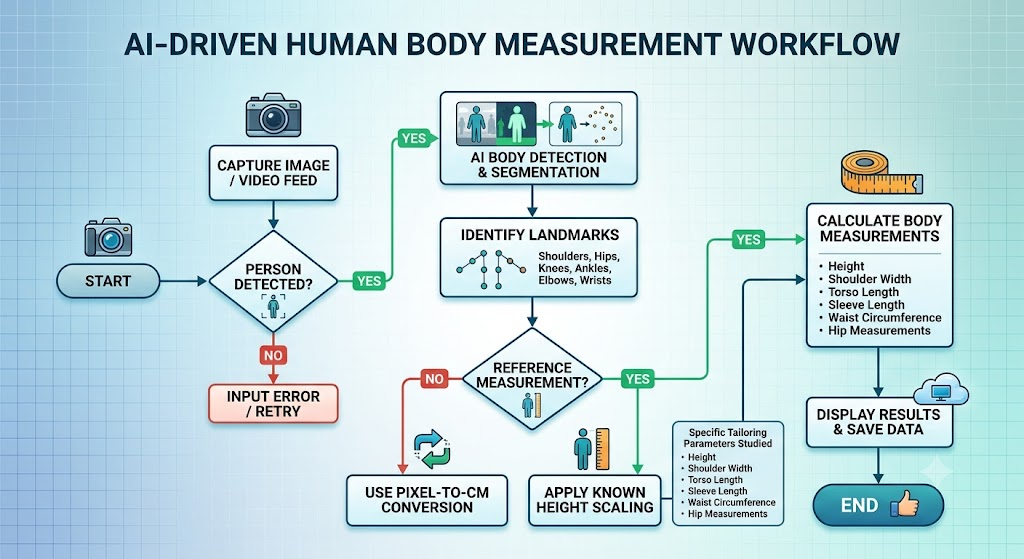 AI-DRIVEN HUMAN BODY MEASUREMENT WORKFLOW
CAPTURE IMAGE
/ VIDEO FEED
START
PERSON
DETECTED?
YES
NO
INPUT ERROR
/ RETRY
YES
AI BODY DETECTION
& SEGMENTATION
IDENTIFY LANDMARKS
Shoulders, Hips,
Knees, Ankles,
Elbows, Wrists
REFERENCE
MEASUREMENT?
NO
YES
USE PIXEL-TO-CM
CONVERSION
APPLY KNOWN
HEIGHT SCALING
Specific Tailoring
Parameters Studied
• Height
• Shoulder Width
• Torso Length
• Sleeve Length
• Waist Circumference
• Hip Measurements
YES
CALCULATE BODY
MEASUREMENTS
• Height
• Shoulder Width
• Torso Length
• Sleeve Length
• Waist Circumference
• Hip Measurements
DISPLAY RESULTS
& SAVE DATA
END